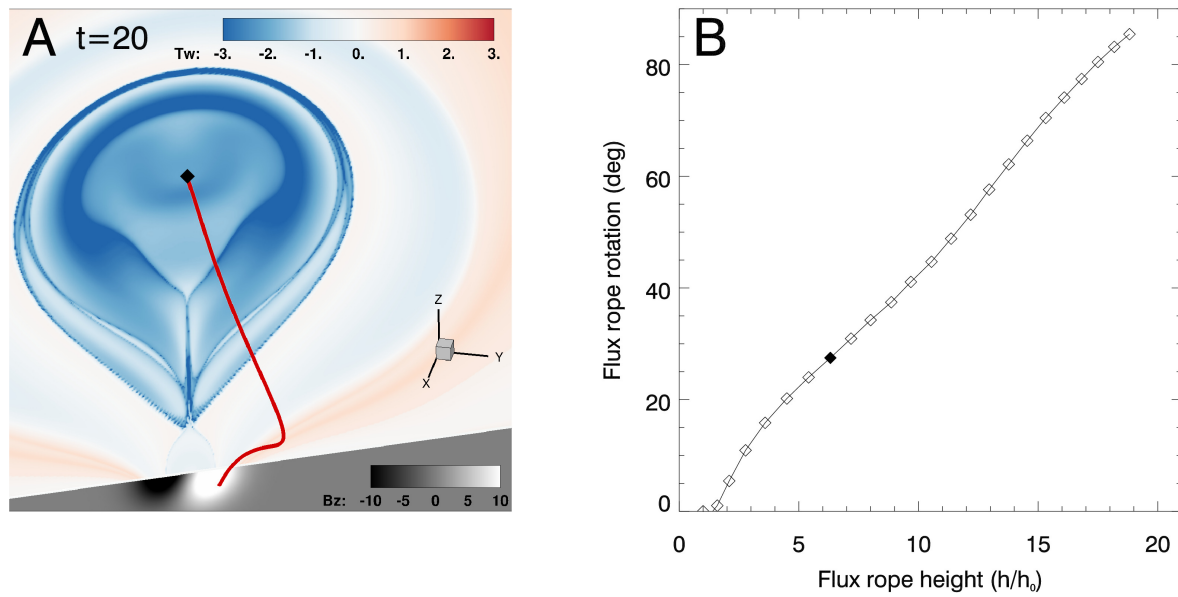 A t=20
Tw: -3. -2. -1. 0. 1. 2. 3.
Z
Y
X
Bz: -10 -5 0 5 10
B
Flux rope rotation (deg)
80
60
40
20
0
0 5 10 15 20
Flux rope height (h/h₀)